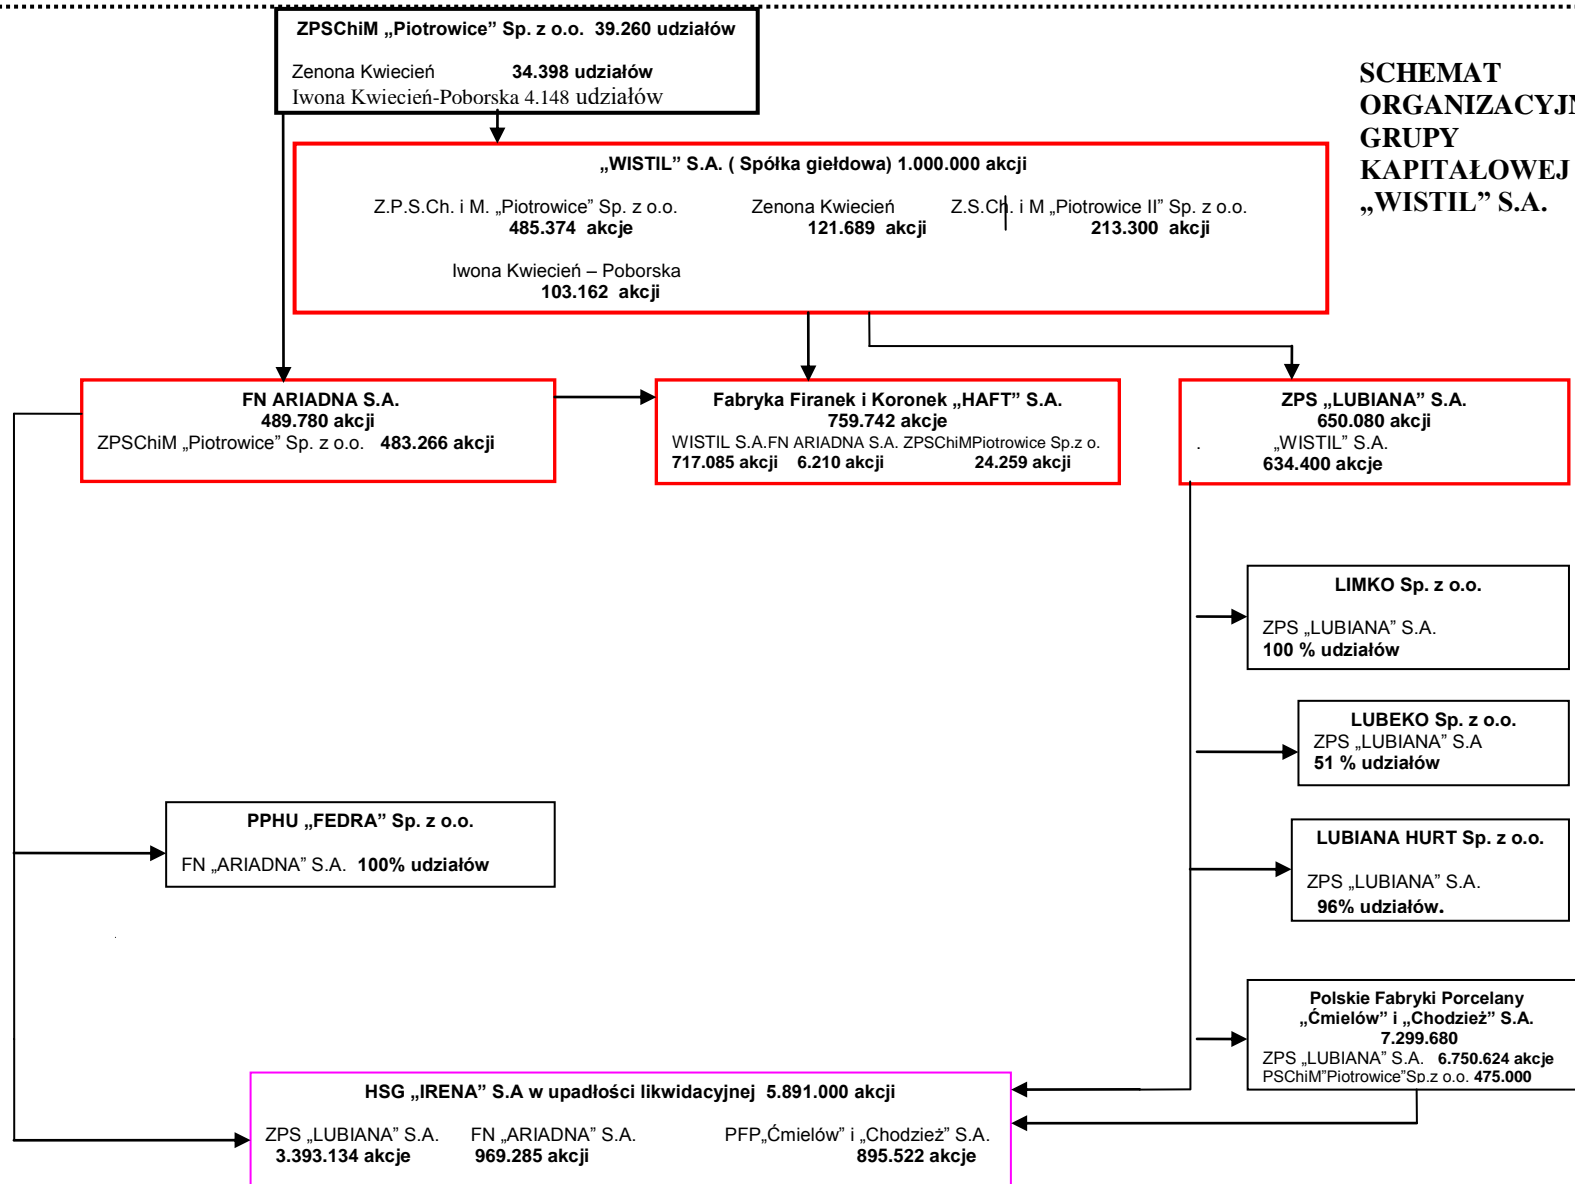 ZPSChiM „Piotrowice” Sp. z o.o. 39.260 udziałów
Zenona Kwiecień 34.398 udziałów
Iwona Kwiecień-Poborska 4.148 udziałów
SCHEMAT
ORGANIZACYJN
GRUPY
KAPITAŁOWEJ
„WISTIL” S.A.
„WISTIL” S.A. ( Spółka giełdowa) 1.000.000 akcji
Z.P.S.Ch. i M. „Piotrowice” Sp. z o.o. Zenona Kwiecień Z.S.Ch. i M „Piotrowice II” Sp. z o.o.
485.374 akcje 121.689 akcji 213.300 akcji
Iwona Kwiecień – Poborska
103.162 akcji
FN ARIADNA S.A.
489.780 akcji
ZPSChiM „Piotrowice” Sp. z o.o. 483.266 akcji
Fabryka Firanek i Koronek „HAFT” S.A.
759.742 akcje
WISTIL S.A.FN ARIADNA S.A. ZPSChiMPiotrowice Sp.z o.
717.085 akcji 6.210 akcji 24.259 akcji
ZPS „LUBIANA” S.A.
650.080 akcji
. „WISTIL” S.A.
634.400 akcje
LIMKO Sp. z o.o.
ZPS „LUBIANA” S.A.
100 % udziałów
LUBEKO Sp. z o.o.
ZPS „LUBIANA” S.A
51 % udziałów
PPHU „FEDRA” Sp. z o.o.
FN „ARIADNA” S.A. 100% udziałów
LUBIANA HURT Sp. z o.o.
ZPS „LUBIANA” S.A.
96% udziałów.
Polskie Fabryki Porcelany
„Ćmielów” i „Chodzież” S.A.
7.299.680
ZPS „LUBIANA” S.A. 6.750.624 akcje
PSChiM”Piotrowice”Sp.z o.o. 475.000
HSG „IRENA” S.A w upadłości likwidacyjnej 5.891.000 akcji
ZPS „LUBIANA” S.A. FN „ARIADNA” S.A. PFP„Ćmielów” i „Chodzież” S.A.
3.393.134 akcje 969.285 akcji 895.522 akcje